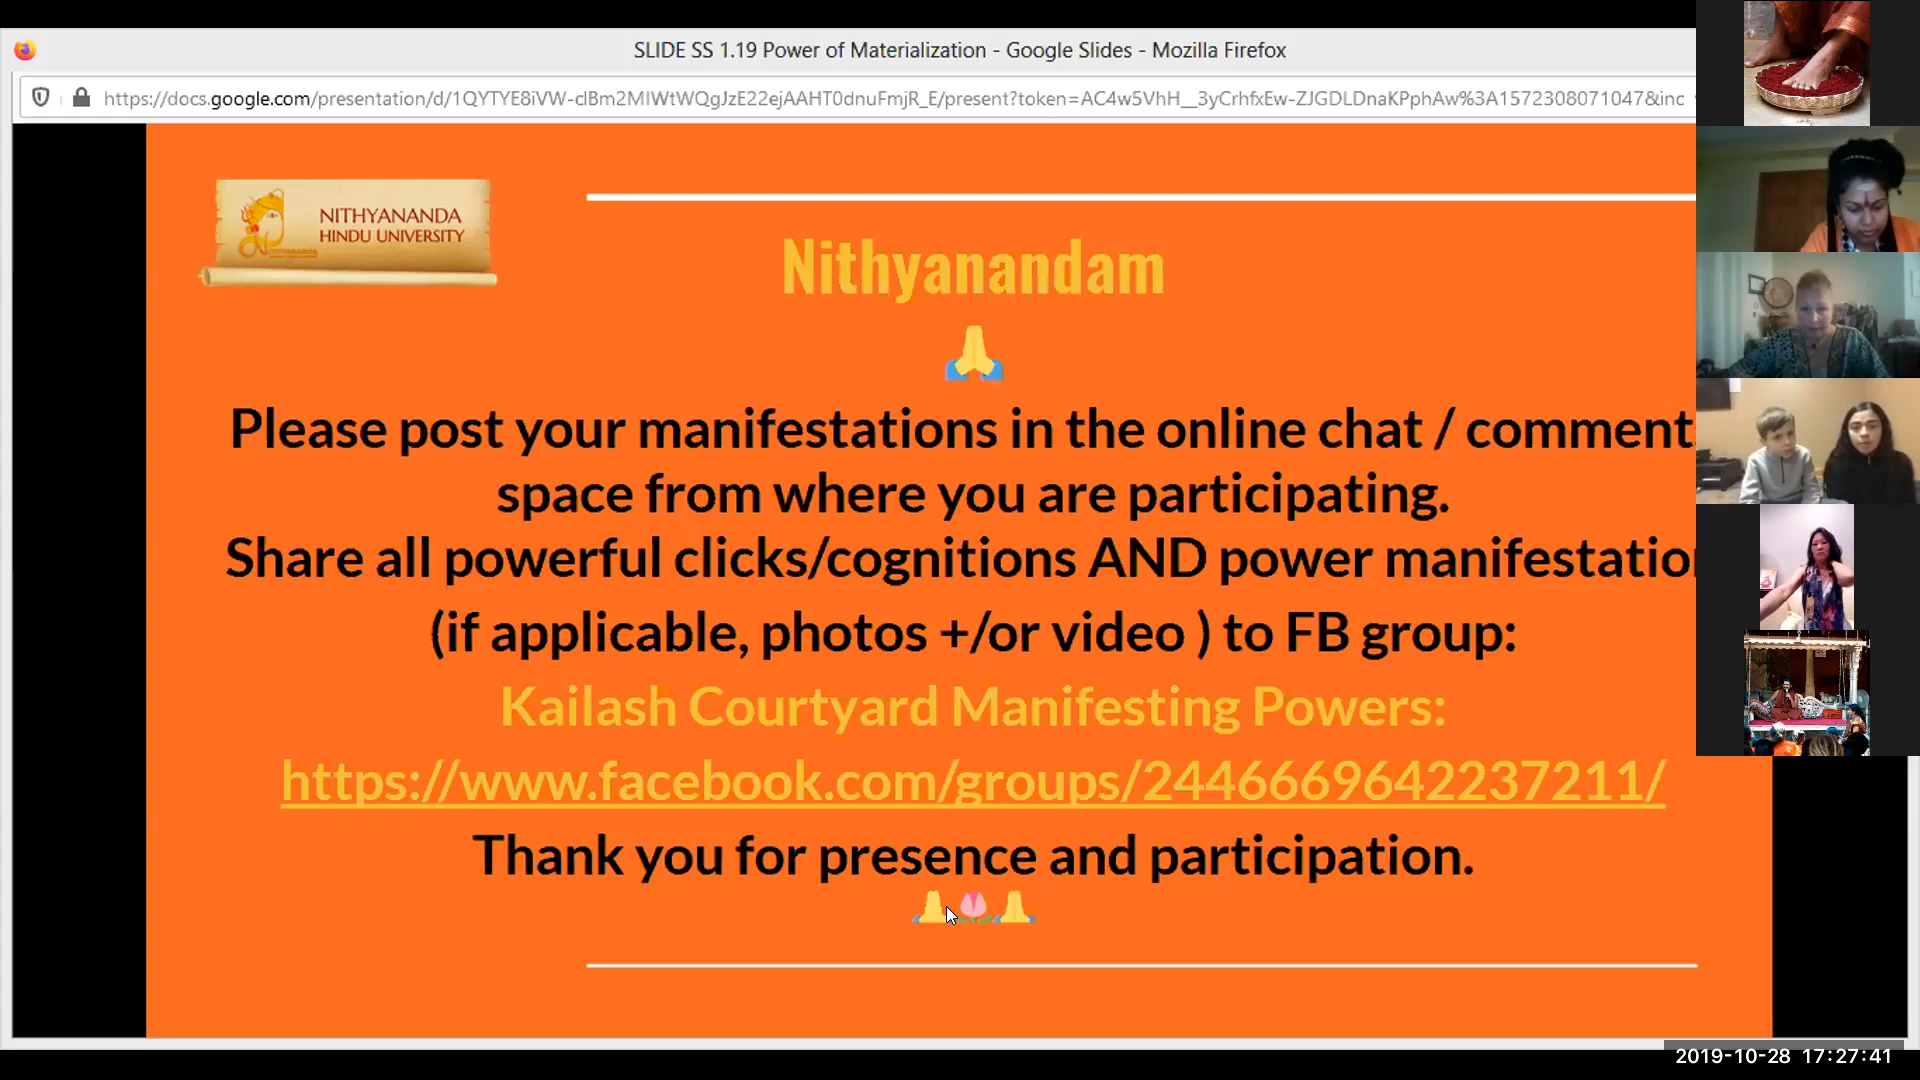 SLIDE SS 1.19 Power of Materialization - Google Slides - Mozilla Firefox
https://docs.google.com/presentation/d/1QYTYE8iVW-clBm2MIWtWQgJzE22ejAAHT0dnuFmjR_E/present?token=AC4w5VhH__3yCrhfxEw-ZJGDLDnaKPphAw%3A1572308071047&inc
NITHYANANDA
HINDU UNIVERSITY
Nithyanandam
Please post your manifestations in the online chat / comment
space from where you are participating.
Share all powerful clicks/cognitions AND power manifestatio
(if applicable, photos +/or video ) to FB group:
Kailash Courtyard Manifesting Powers:
https://www.facebook.com/groups/2446669642237211/
Thank you for presence and participation.
2019-10-28 17:27:41